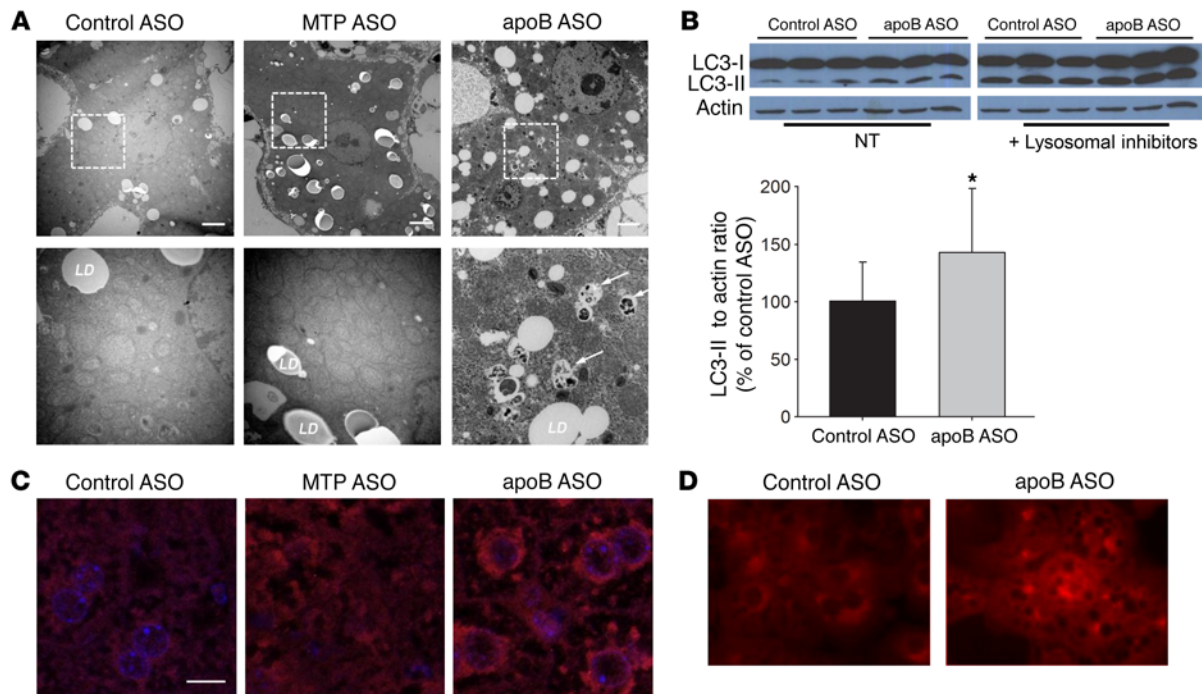 A
Control ASO
MTP ASO
apoB ASO
LD
LD
LD
B
Control ASO apoB ASO Control ASO apoB ASO
LC3-I
LC3-II
Actin
NT
+ Lysosomal inhibitors
LC3-II to actin ratio
(% of control ASO)
200
150
100
50
0
*
Control ASO
apoB ASO
C
Control ASO
MTP ASO
apoB ASO
D
Control ASO
apoB ASO